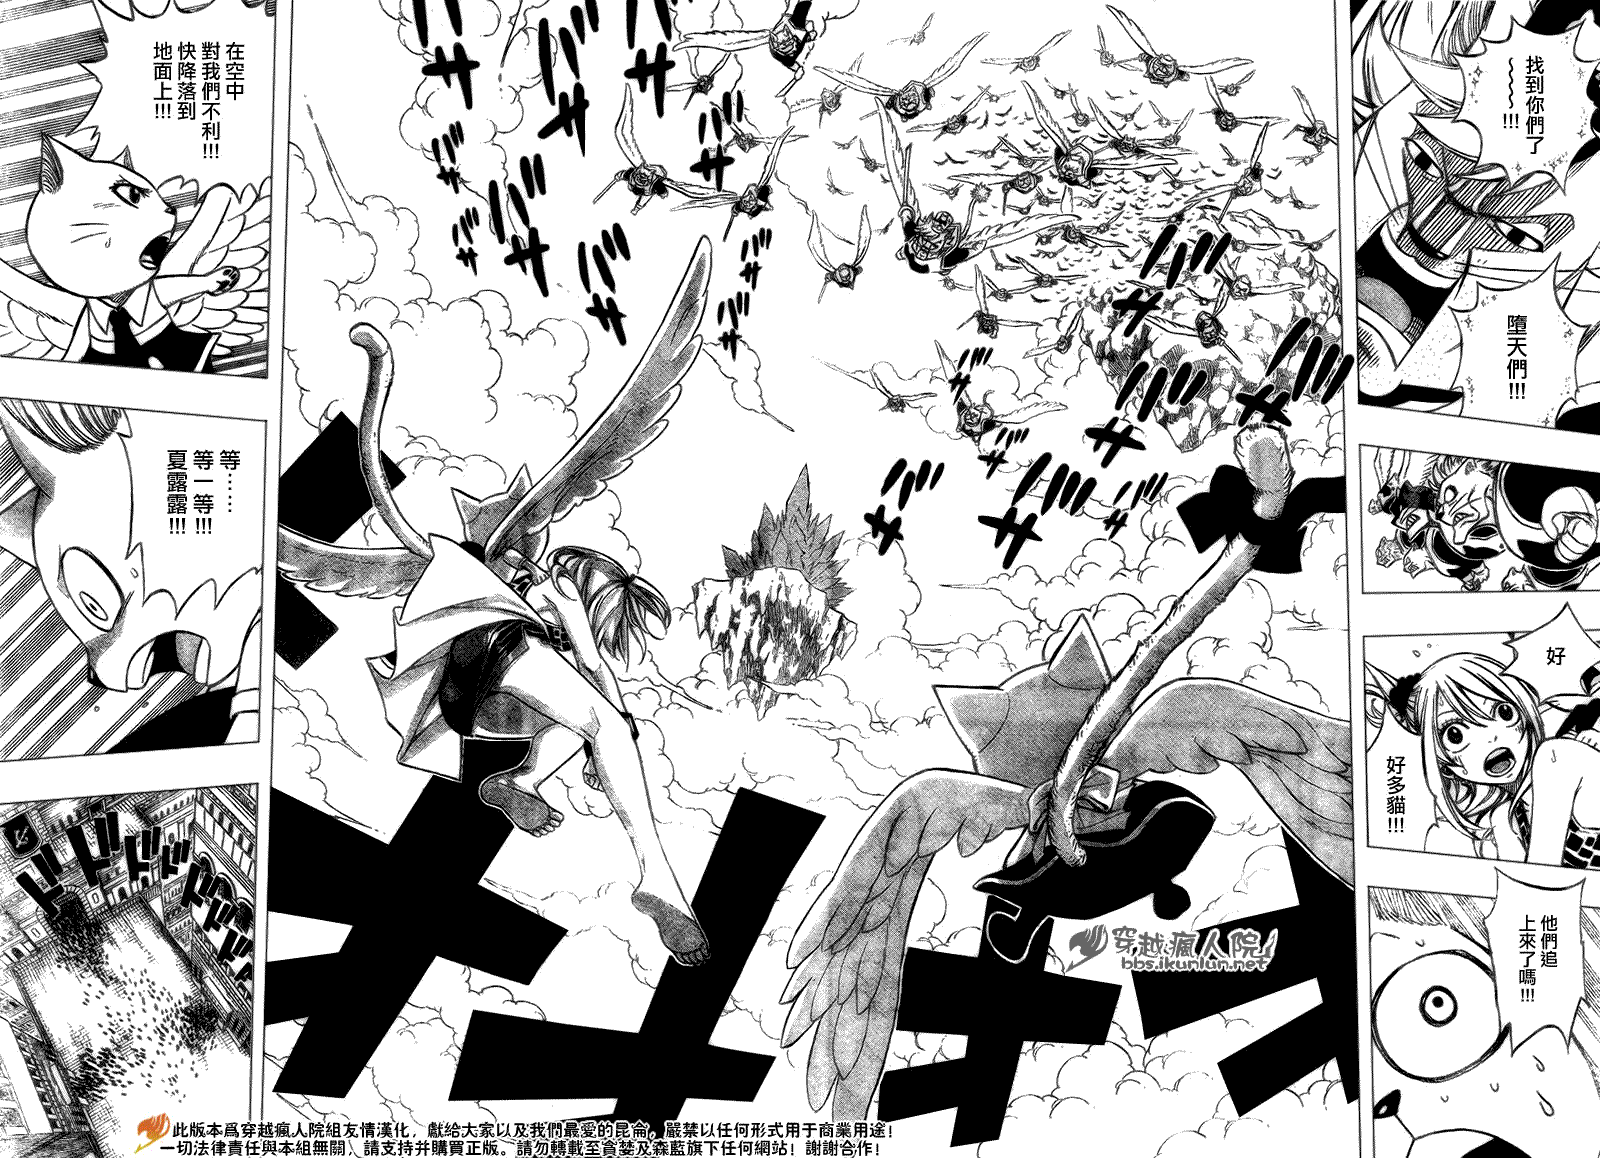 找到你們了
～～!!!
墮天們!!!
好
好多貓!!!
他們追
上來了嗎!!!
在空中
對我們不利!!!
快降落到
地面上!!!
等……
等一等!!!
夏露露!!!
穿越瘋人院
bbs.ikunlun.net
此版本爲穿越瘋人院組友情漢化，獻給大家以及我們最愛的昆侖，嚴禁以任何形式用于商業用途！
一切法律責任與本組無關，請支持并購買正版。請勿轉載至貪婪及森藍旗下任何網站！謝謝合作！